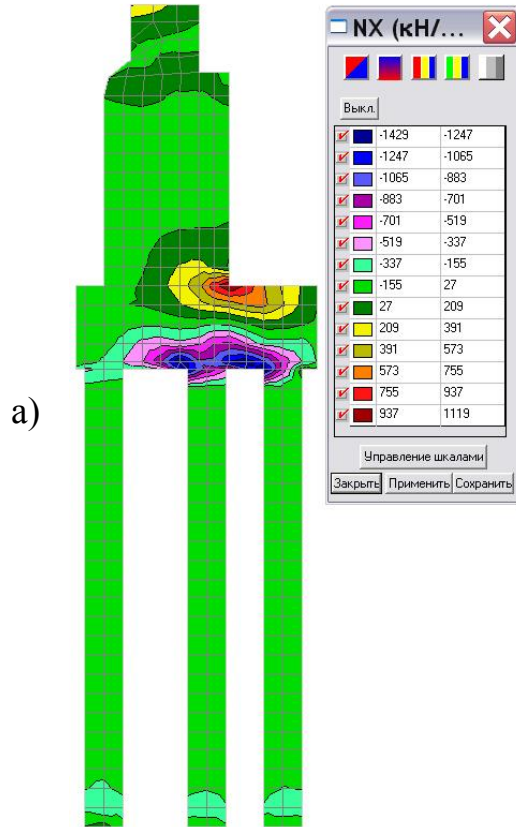 NX (кН/...
Выкл.
-1429 -1247
-1247 -1065
-1065 -883
-883 -701
-701 -519
-519 -337
-337 -155
-155 27
27 209
209 391
391 573
573 755
755 937
937 1119
а)
Управление шкалами
Закрыть Применить Сохранить